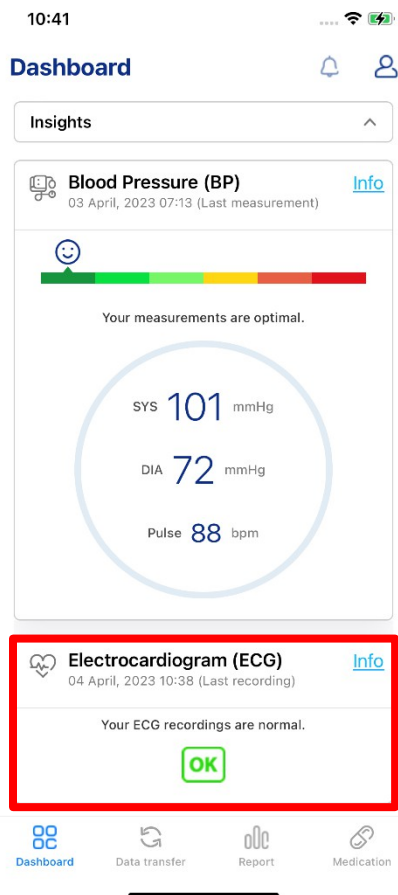 10:41
Dashboard
Insights
Blood Pressure (BP) Info
03 April, 2023 07:13 (Last measurement)
Your measurements are optimal.
SYS 101 mmHg
DIA 72 mmHg
Pulse 88 bpm
Electrocardiogram (ECG) Info
04 April, 2023 10:38 (Last recording)
Your ECG recordings are normal.
OK
Dashboard Data transfer Report Medication